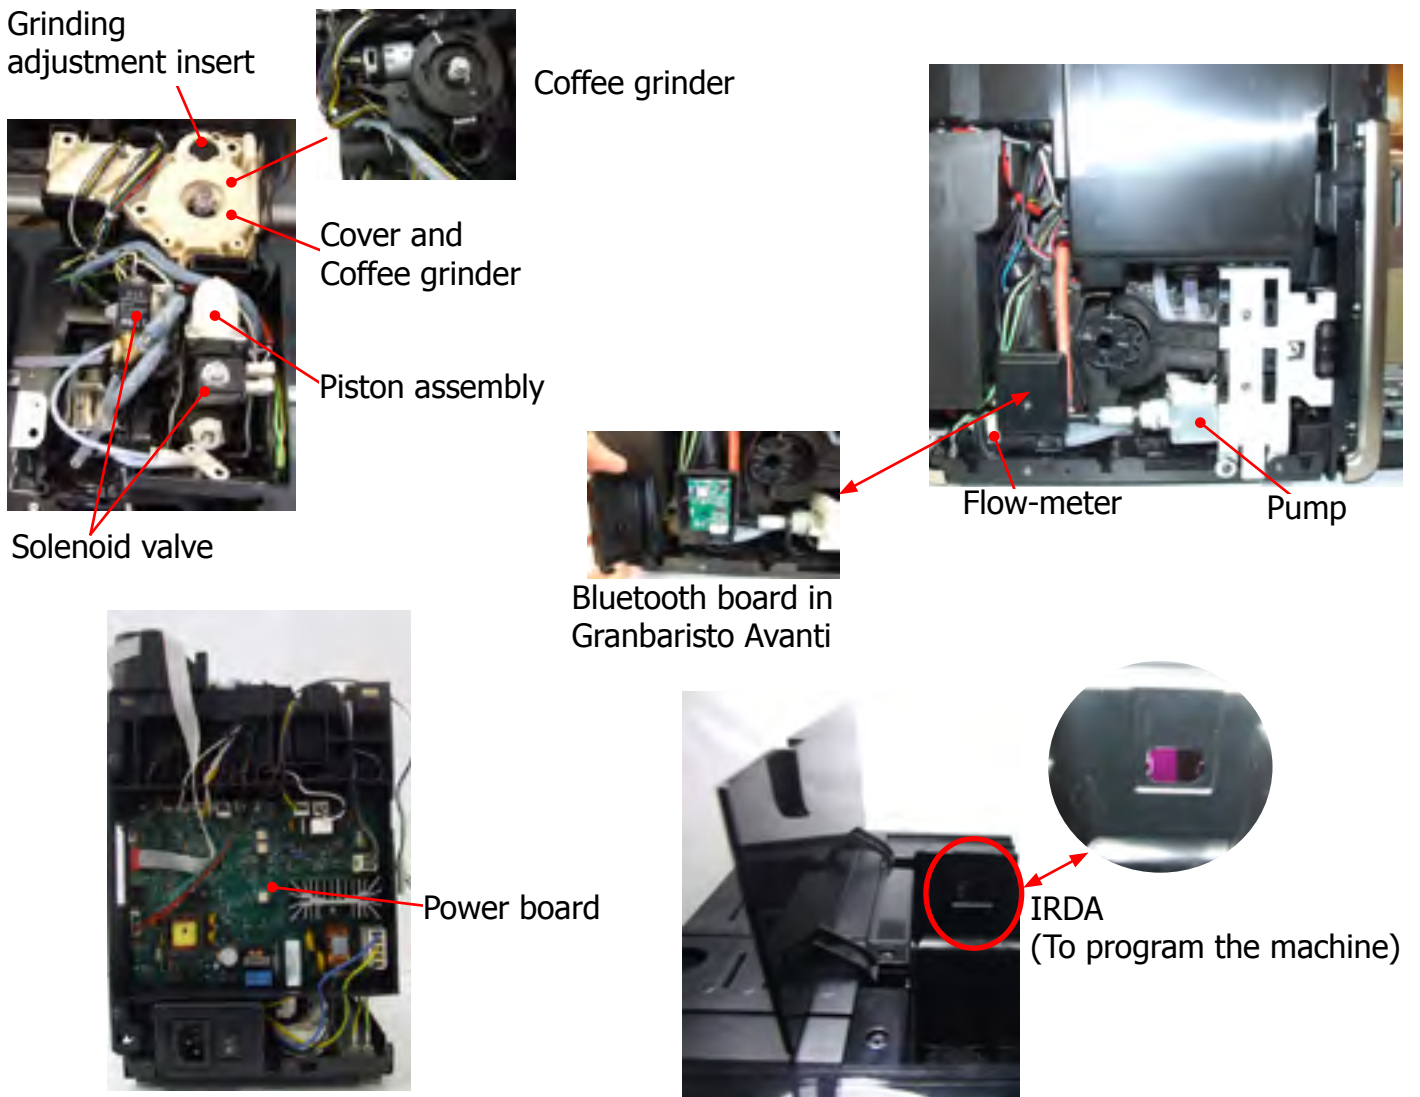 Grinding
adjustment insert
Coffee grinder
Cover and
Coffee grinder
Piston assembly
Solenoid valve
Flow-meter
Pump
Bluetooth board in
Granbaristo Avanti
Power board
IRDA
(To program the machine)